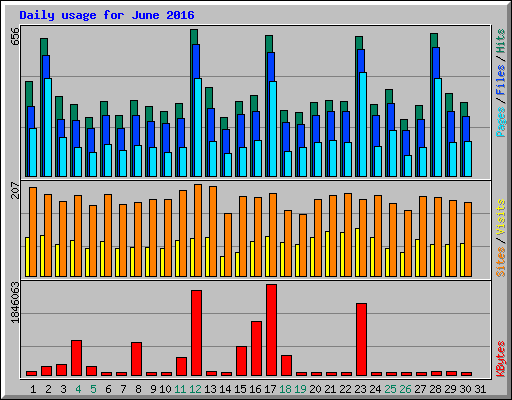 Daily usage for June 2016
656
Pages / Files / Hits
207
Sites / Visits
1846063
KBytes
1 2 3 4 5 6 7 8 9 10 11 12 13 14 15 16 17 18 19 20 21 22 23 24 25 26 27 28 29 30 31